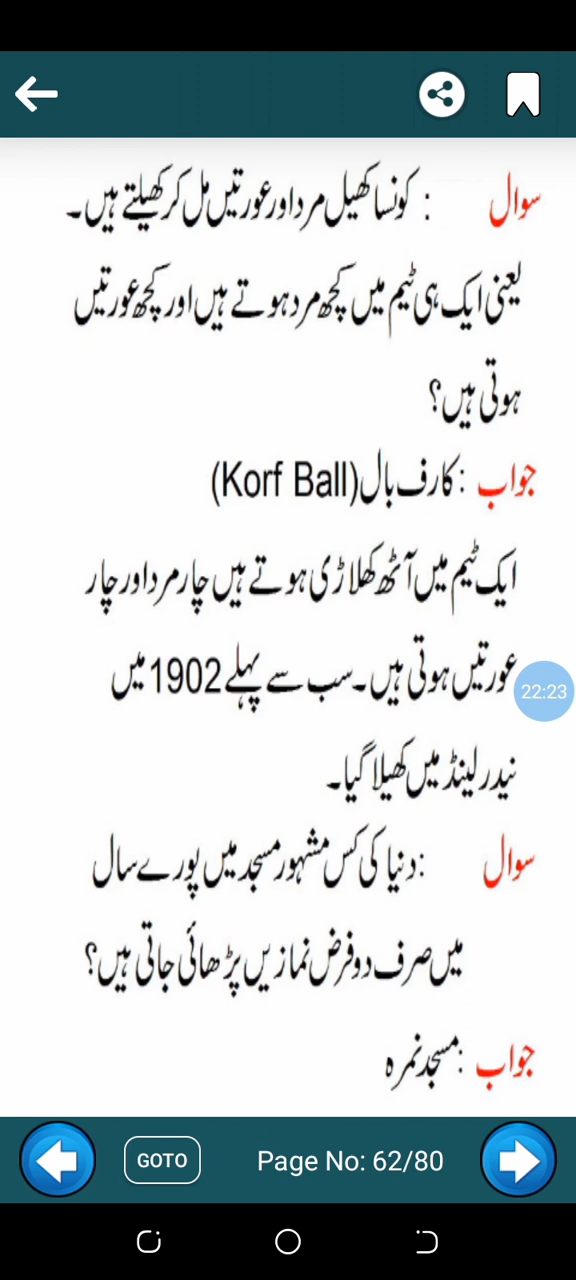 سوال : کونسا کھیل مرد اور عورتیں مل کر کھیلتے ہیں۔
یعنی ایک ہی ٹیم میں کچھ مرد ہوتے ہیں اور کچھ عورتیں
ہوتی ہیں؟
جواب : کارف بال (Korf Ball)
ایک ٹیم میں آٹھ کھلاڑی ہوتے ہیں چار مرد اور چار
عورتیں ہوتی ہیں۔ سب سے پہلے 1902 میں
22:23
نیدرلینڈ میں کھیلا گیا۔
سوال : دنیا کی کس مشہور مسجد میں پورے سال
میں صرف دو فرض نمازیں پڑھائی جاتی ہیں؟
جواب : مسجد نمرہ
GOTO Page No: 62/80